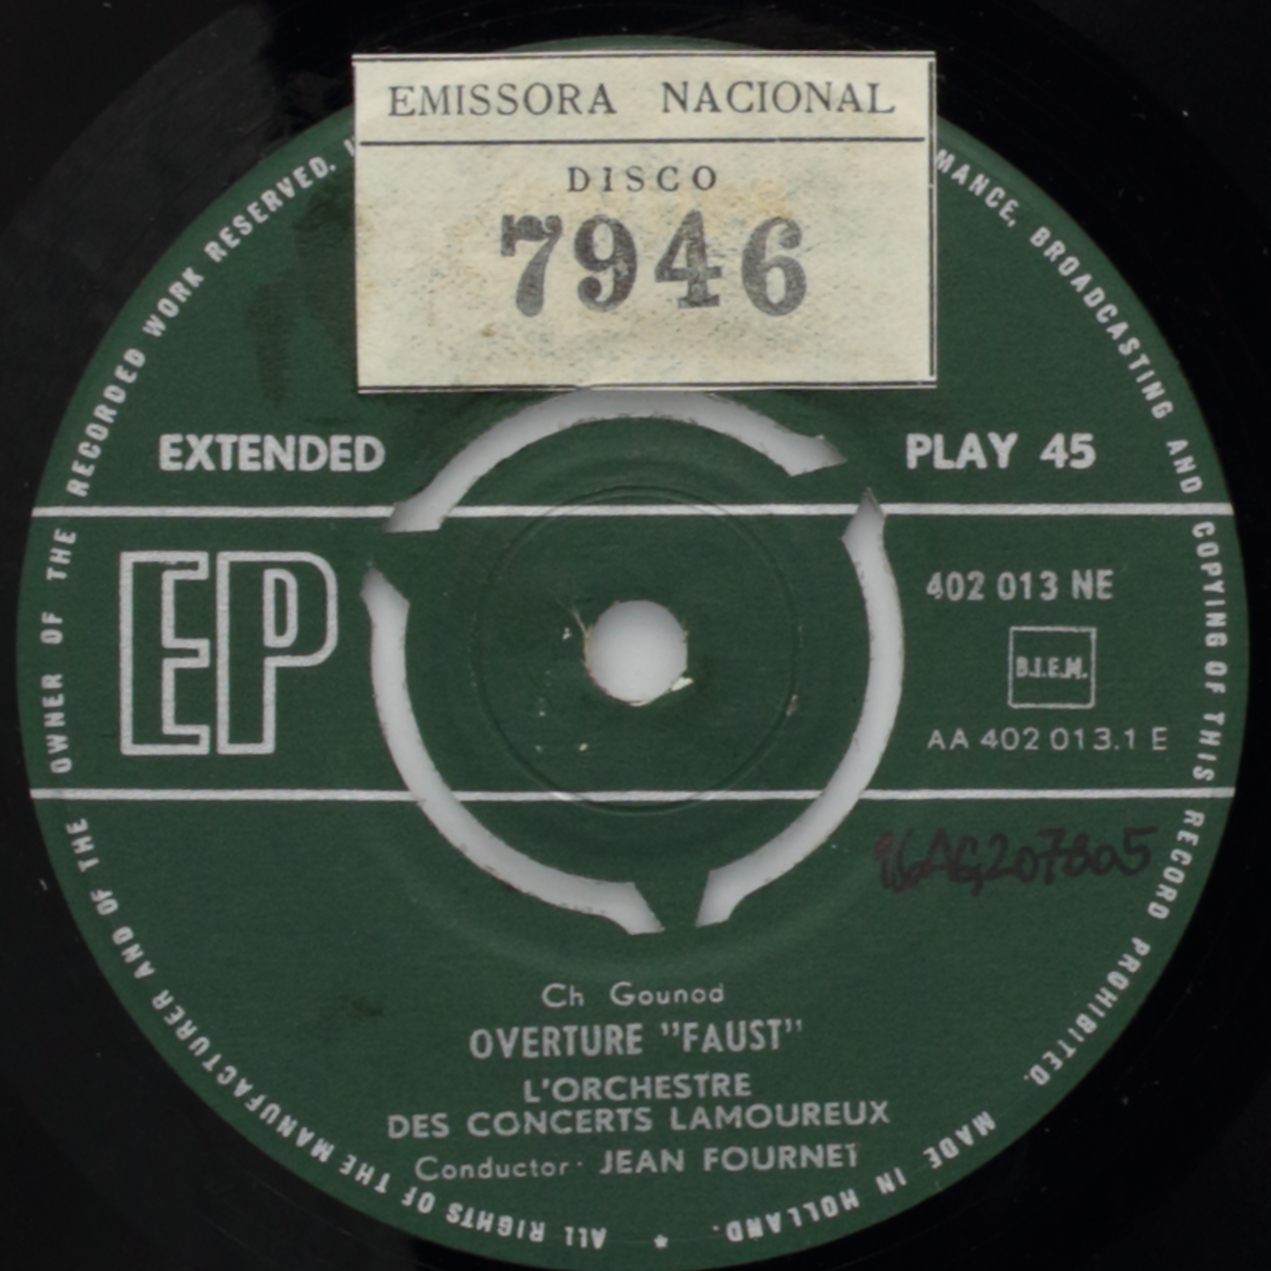 EMISSORA NACIONAL
DISCO
7946
EXTENDED PLAY 45
EP
402 013 NE
B.I.E.M.
AA 402 013.1 E
Ch Gounod
OVERTURE "FAUST"
L'ORCHESTRE
DES CONCERTS LAMOUREUX
Conductor· JEAN FOURNET
ALL RIGHTS OF THE MANUFACTURER AND OF THE OWNER OF THE RECORDED WORK RESERVED.
BROADCASTING AND COPYING OF THIS RECORD PROHIBITED.
MADE IN HOLLAND. *